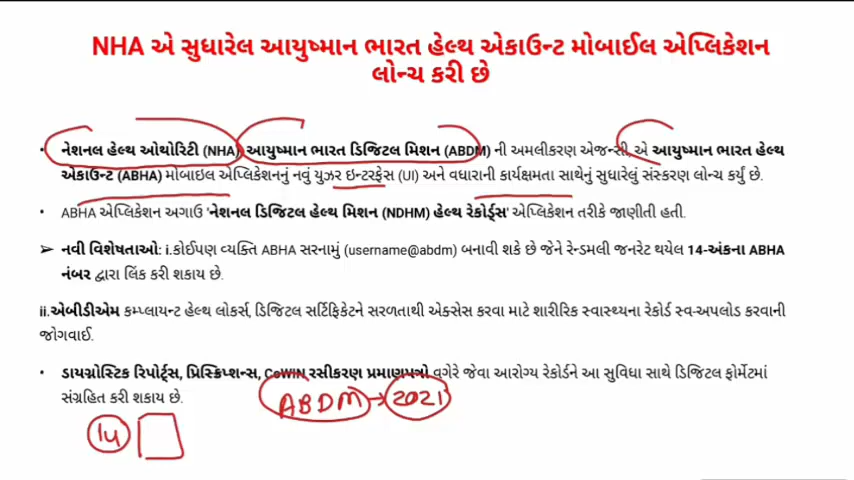 NHA એ સુધારેલ આયુષ્માન ભારત હેલ્થ એકાઉન્ટ મોબાઈલ એપ્લિકેશન
લોન્ચ કરી છે
• નેશનલ હેલ્થ ઓથોરિટી (NHA) આયુષ્માન ભારત ડિજિટલ મિશન (ABDM) ની અમલીકરણ એજન્સી, એ આયુષ્માન ભારત હેલ્થ
એકાઉન્ટ (ABHA) મોબાઇલ એપ્લિકેશનનું નવું યુઝર ઇન્ટરફેસ (UI) અને વધારાની કાર્યક્ષમતા સાથેનું સુધારેલું સંસ્કરણ લોન્ચ કર્યું છે.
• ABHA એપ્લિકેશન અગાઉ 'નેશનલ ડિજિટલ હેલ્થ મિશન (NDHM) હેલ્થ રેકોર્ડ્સ' એપ્લિકેશન તરીકે જાણીતી હતી.
➢ નવી વિશેષતાઓ: i.કોઈપણ વ્યક્તિ ABHA સરનામું (username@abdm) બનાવી શકે છે જેને રેન્ડમલી જનરેટ થયેલ 14-અંકના ABHA
નંબર દ્વારા લિંક કરી શકાય છે.
ii.એબીડીએમ કમ્પ્લાયન્ટ હેલ્થ લોકર્સ, ડિજિટલ સર્ટિફિકેટને સરળતાથી એક્સેસ કરવા માટે શારીરિક સ્વાસ્થ્યના રેકોર્ડ સ્વ-અપલોડ કરવાની
જોગવાઈ.
• ડાયગ્નોસ્ટિક રિપોર્ટ્સ, પ્રિસ્ક્રિપ્શન્સ, CoWIN રસીકરણ પ્રમાણપત્રો વગેરે જેવા આરોગ્ય રેકોર્ડને આ સુવિધા સાથે ડિજિટલ ફોર્મેટમાં
સંગ્રહિત કરી શકાય છે.
ABDM → 2021
14